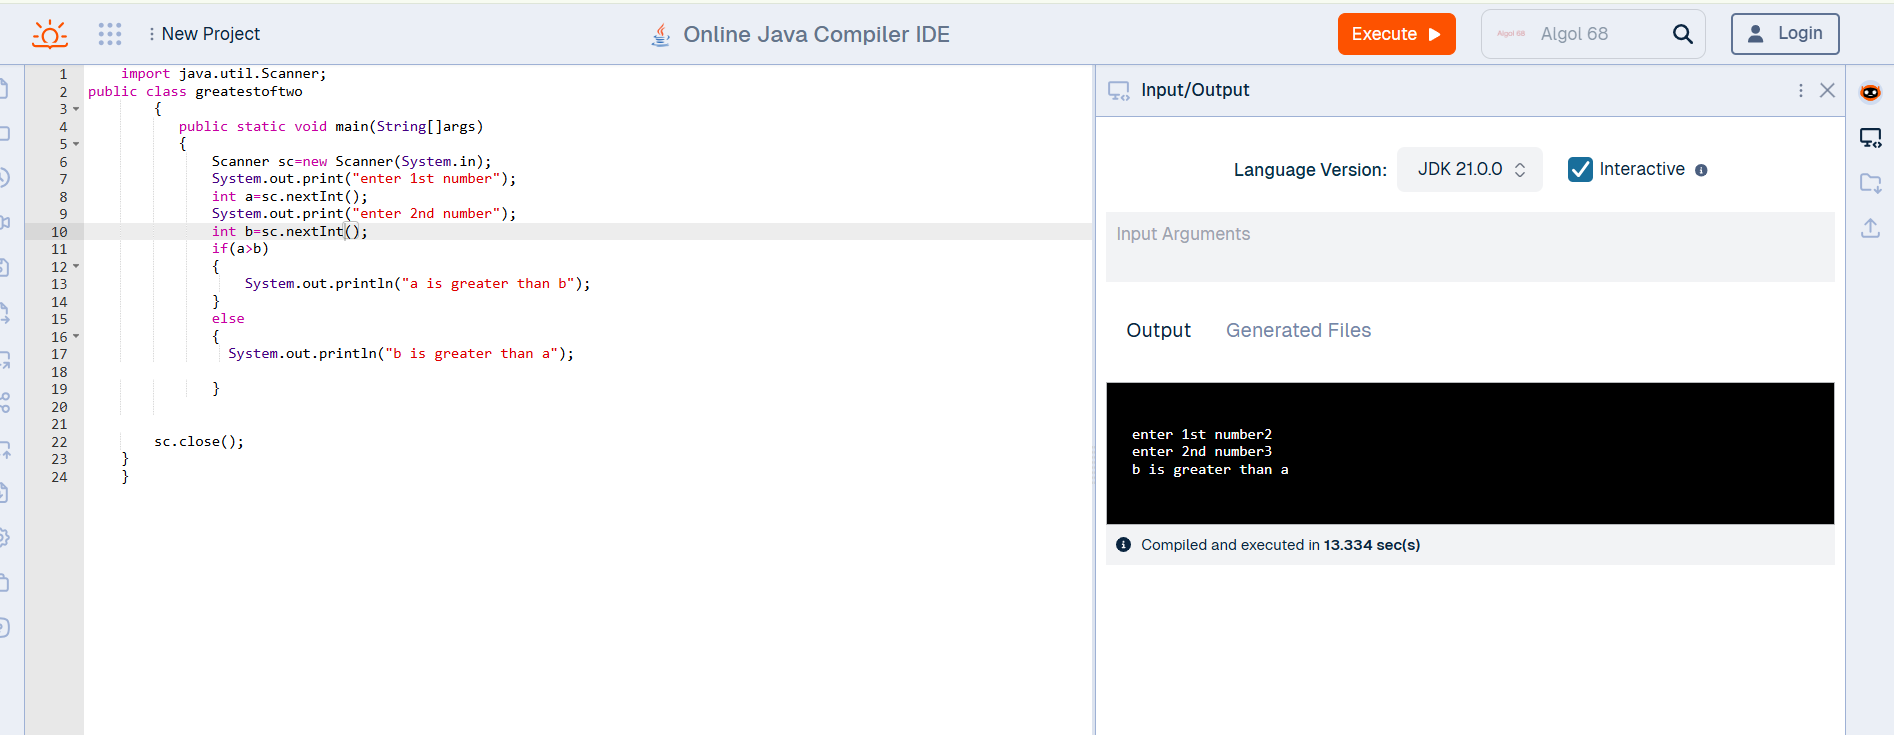 New Project
Online Java Compiler IDE
Execute
Algol 68 Algol 68
Login
1 import java.util.Scanner;
2 public class greatestoftwo
3 {
4 public static void main(String[]args)
5 {
6 Scanner sc=new Scanner(System.in);
7 System.out.print("enter 1st number");
8 int a=sc.nextInt();
9 System.out.print("enter 2nd number");
10 int b=sc.nextInt();
11 if(a>b)
12 {
13 System.out.println("a is greater than b");
14 }
15 else
16 {
17 System.out.println("b is greater than a");
18
19 }
20
21
22 sc.close();
23 }
24 }
Input/Output
Language Version: JDK 21.0.0 Interactive
Input Arguments
Output Generated Files
enter 1st number2
enter 2nd number3
b is greater than a
Compiled and executed in 13.334 sec(s)